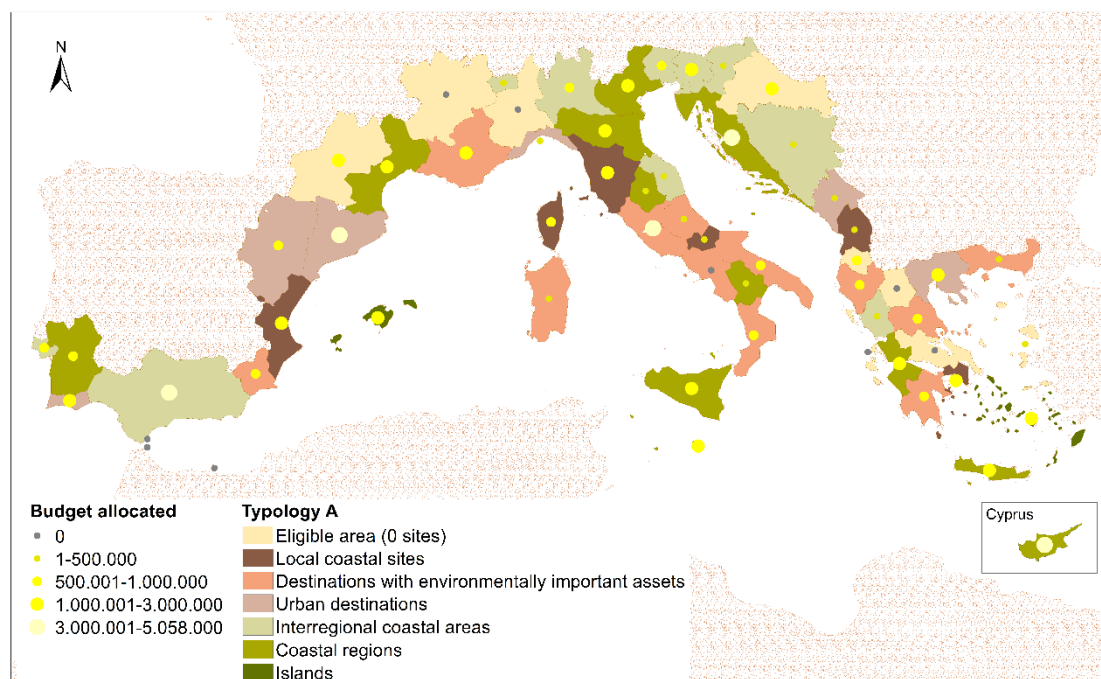 N
Cyprus
Budget allocated
0
1-500.000
500.001-1.000.000
1.000.001-3.000.000
3.000.001-5.058.000
Typology A
Eligible area (0 sites)
Local coastal sites
Destinations with environmentally important assets
Urban destinations
Interregional coastal areas
Coastal regions
Islands